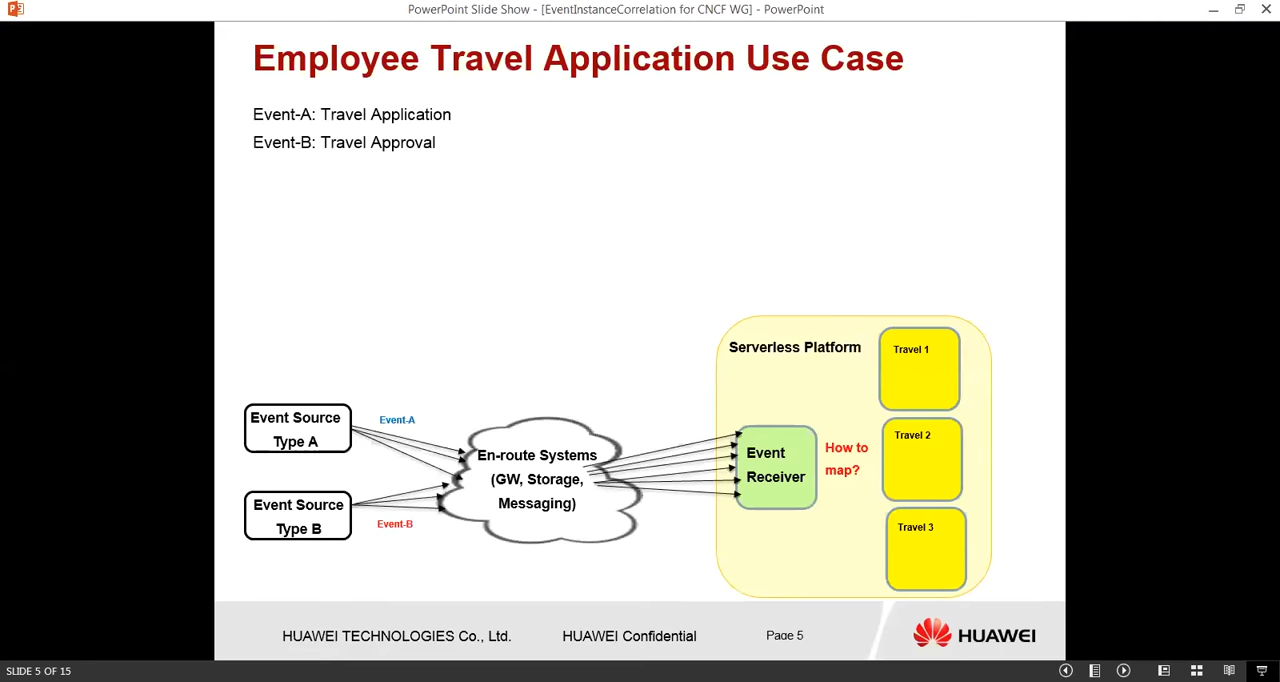 PowerPoint Slide Show - [EventInstanceCorrelation for CNCF WG] - PowerPoint
Employee Travel Application Use Case
Event-A: Travel Application
Event-B: Travel Approval
Serverless Platform
Travel 1
Travel 2
Travel 3
Event Source
Type A
Event-A
Event Source
Type B
Event-B
En-route Systems
(GW, Storage,
Messaging)
Event
Receiver
How to
map?
HUAWEI TECHNOLOGIES Co., Ltd.
HUAWEI Confidential
Page 5
HUAWEI
SLIDE 5 OF 15